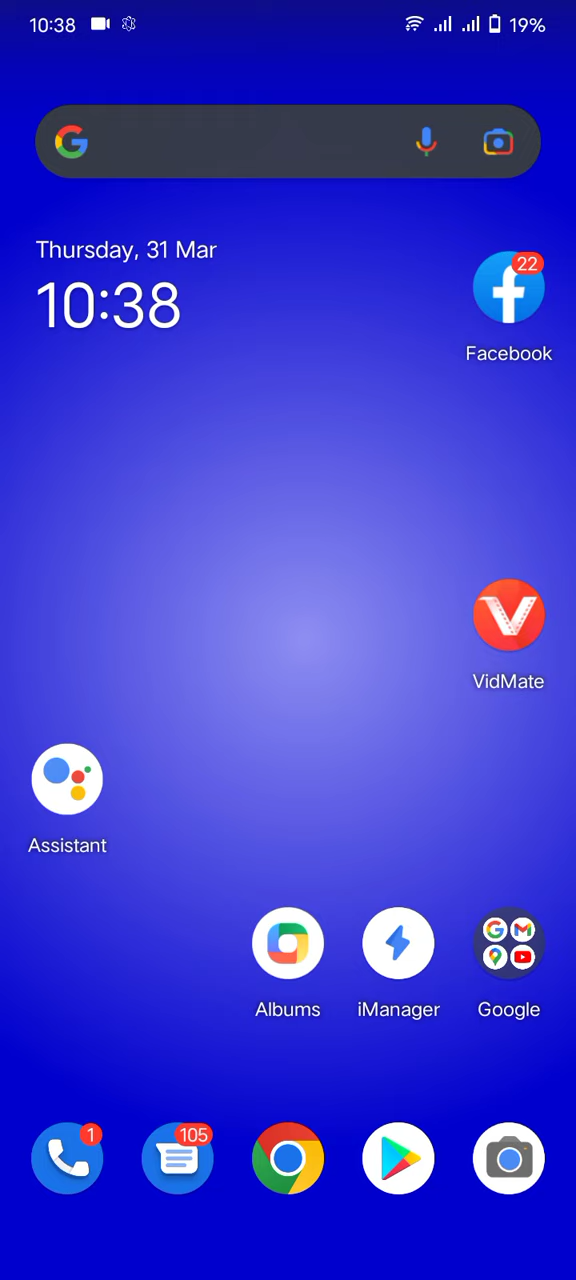 10:38 19%
Thursday, 31 Mar
10:38
22
Facebook
VidMate
Assistant
Albums iManager Google
1 105